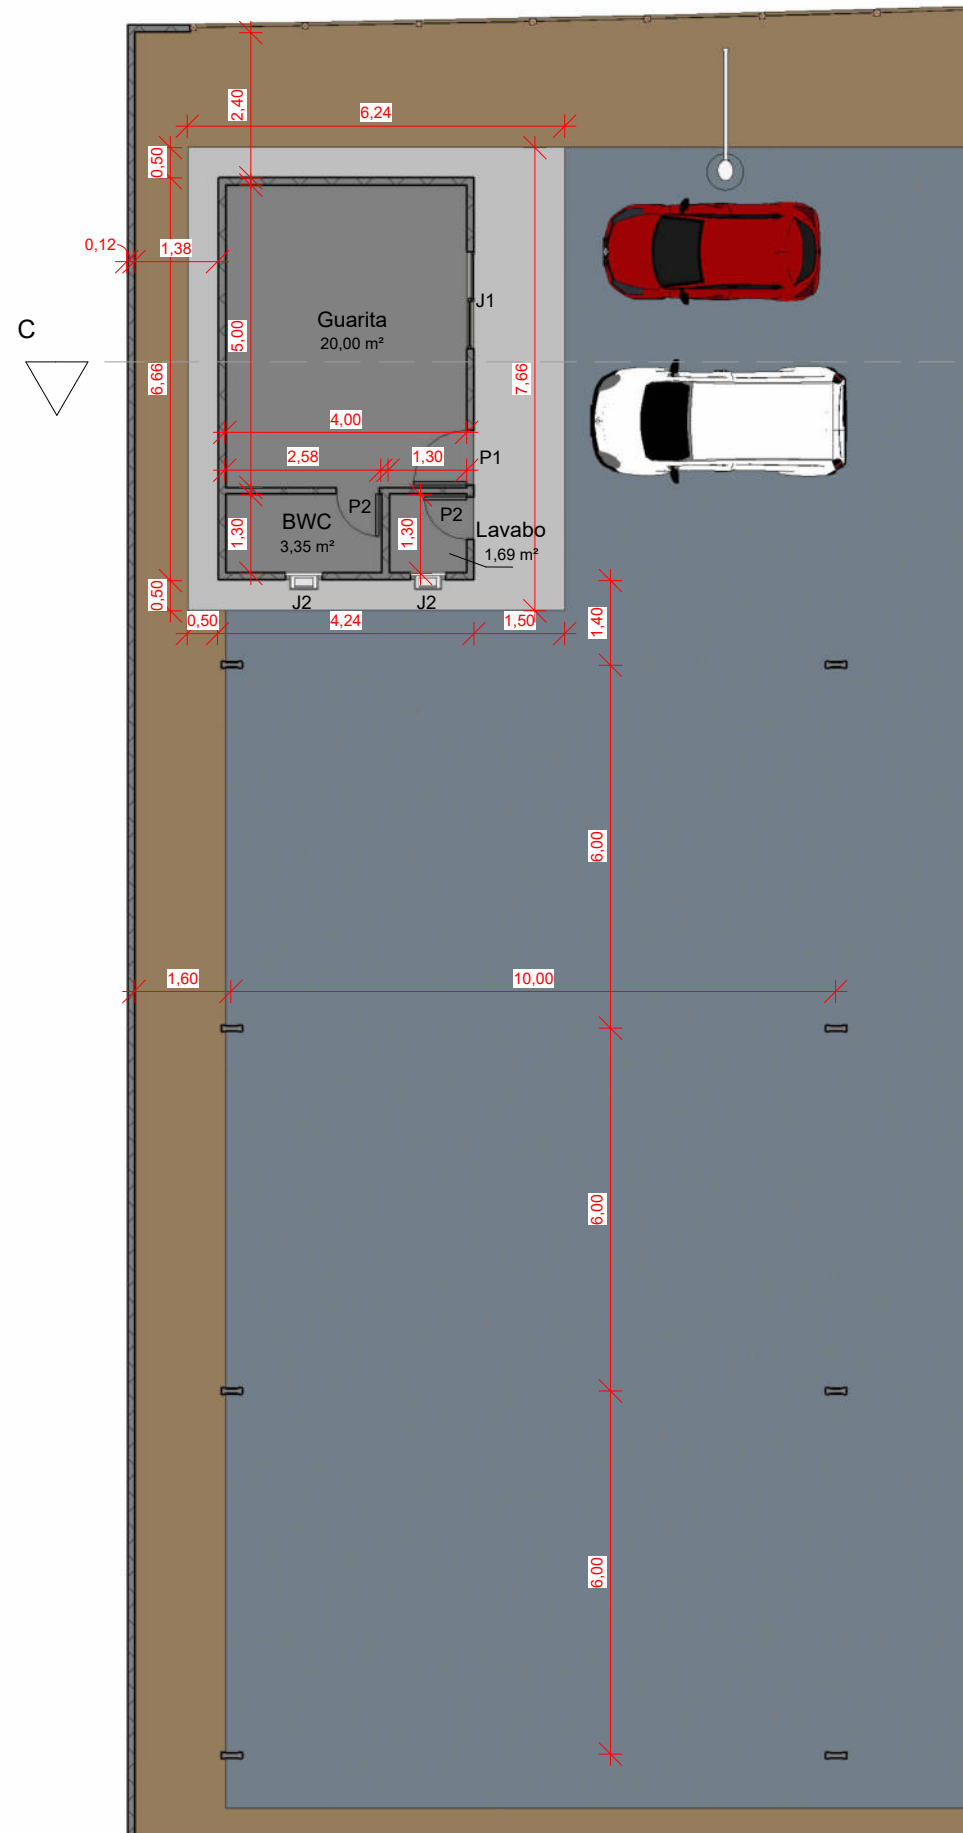 2,40
6,24
0,50
0,12
1,38
J1
C
Guarita
20,00 m²
5,00
6,66
7,66
4,00
2,58
1,30
P1
P2
P2
BWC
3,35 m²
1,30
1,30
Lavabo
1,69 m²
0,50
J2
J2
0,50
4,24
1,50
1,40
6,00
1,60
10,00
6,00
6,00